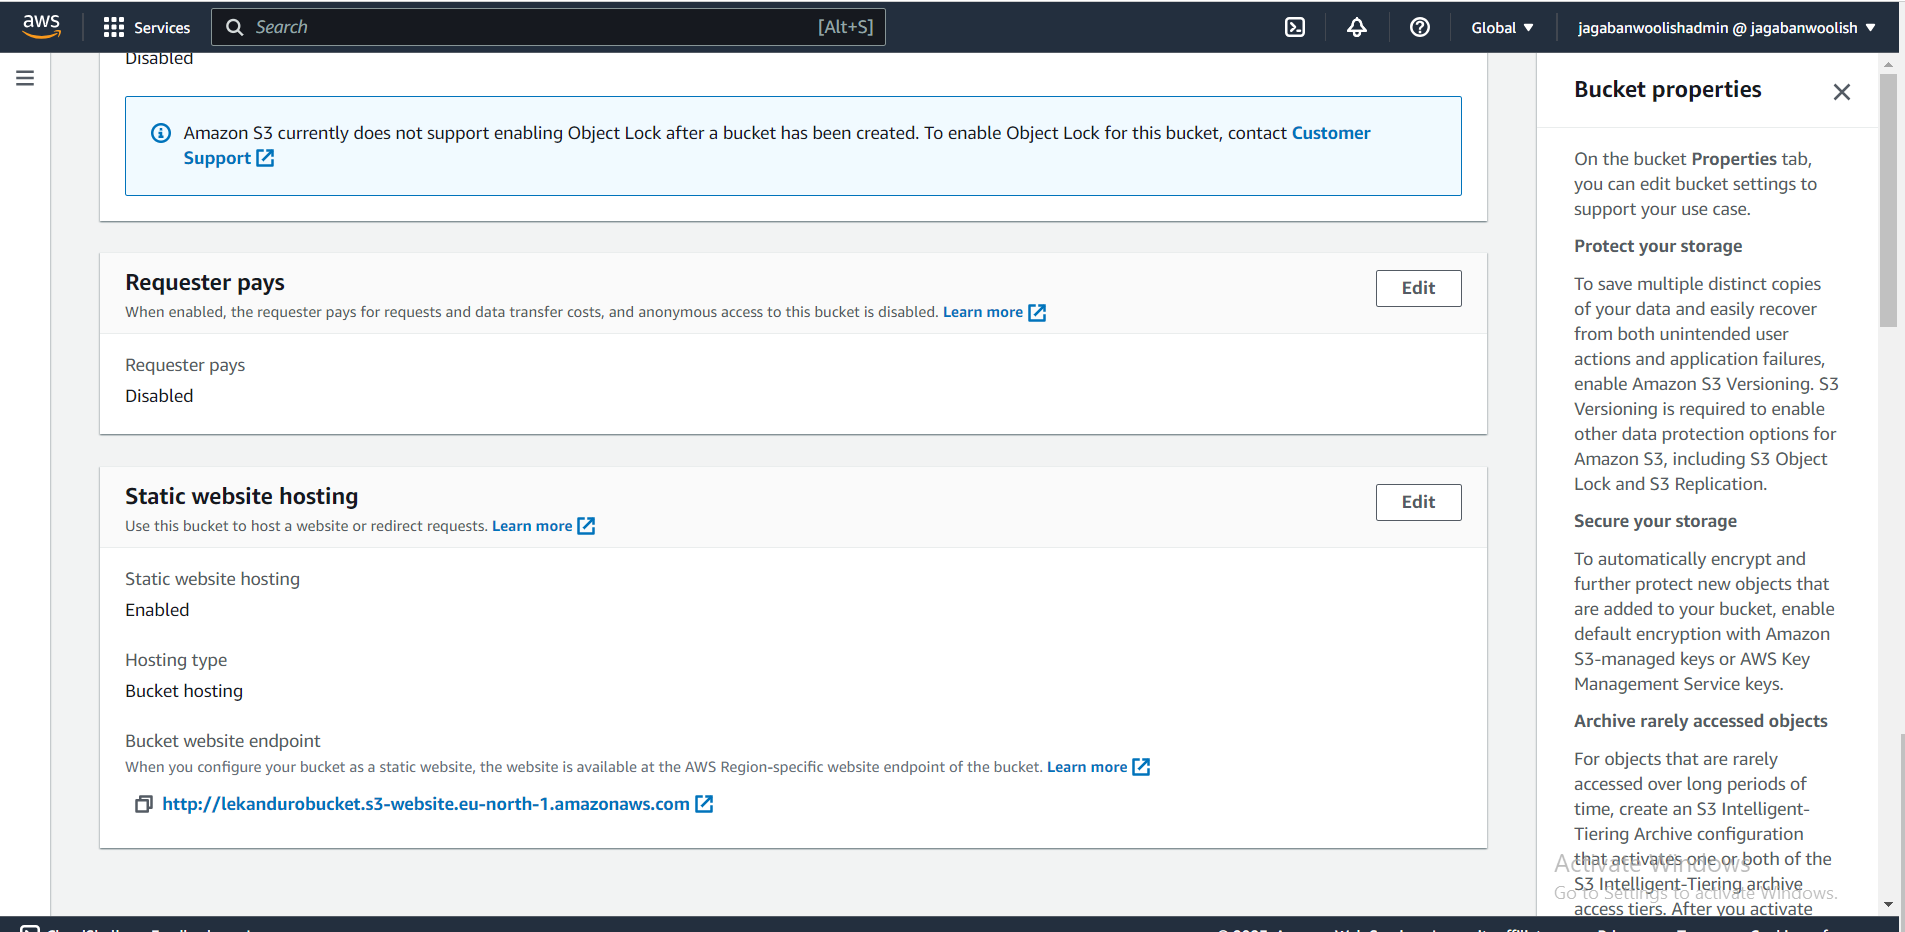 aws
Services
Search
[Alt+S]
Global
jagabanwoolishadmin @ jagabanwoolish
Disabled
Amazon S3 currently does not support enabling Object Lock after a bucket has been created. To enable Object Lock for this bucket, contact Customer
Support
Requester pays
Edit
When enabled, the requester pays for requests and data transfer costs, and anonymous access to this bucket is disabled. Learn more
Requester pays
Disabled
Static website hosting
Edit
Use this bucket to host a website or redirect requests. Learn more
Static website hosting
Enabled
Hosting type
Bucket hosting
Bucket website endpoint
When you configure your bucket as a static website, the website is available at the AWS Region-specific website endpoint of the bucket. Learn more
http://lekandurobucket.s3-website.eu-north-1.amazonaws.com
Bucket properties
On the bucket Properties tab,
you can edit bucket settings to
support your use case.
Protect your storage
To save multiple distinct copies
of your data and easily recover
from both unintended user
actions and application failures,
enable Amazon S3 Versioning. S3
Versioning is required to enable
other data protection options for
Amazon S3, including S3 Object
Lock and S3 Replication.
Secure your storage
To automatically encrypt and
further protect new objects that
are added to your bucket, enable
default encryption with Amazon
S3-managed keys or AWS Key
Management Service keys.
Archive rarely accessed objects
For objects that are rarely
accessed over long periods of
time, create an S3 Intelligent-
Tiering Archive configuration
that activates one or both of the
S3 Intelligent-Tiering archive
access tiers. After you activate
Activate Windows
Go to Settings to activate Windows.